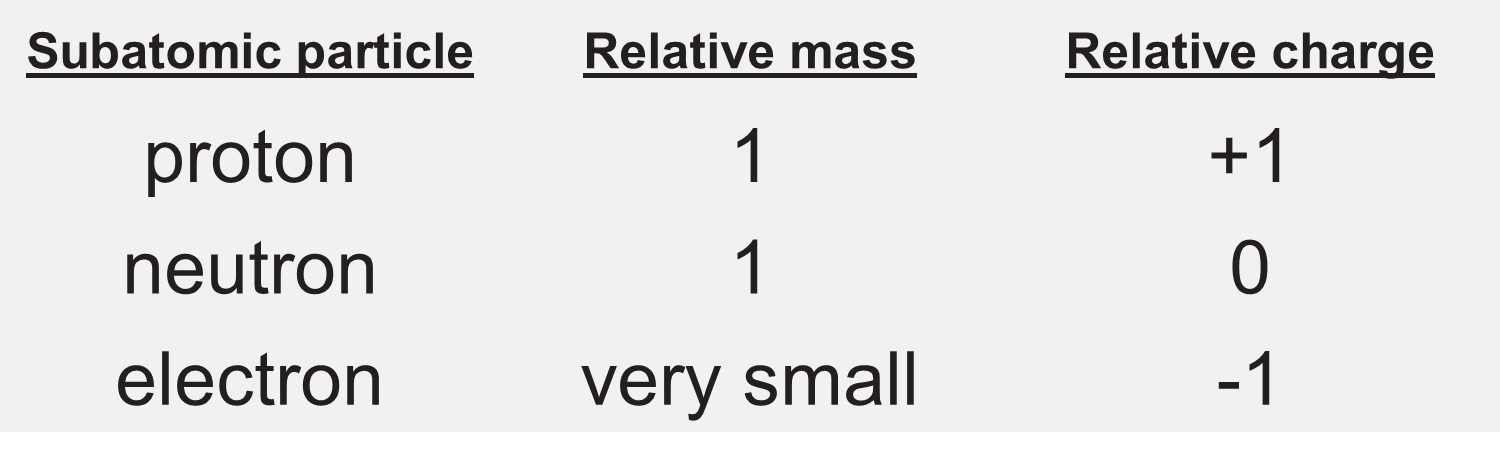 Subatomic particle Relative mass Relative charge
proton 1 +1
neutron 1 0
electron very small -1